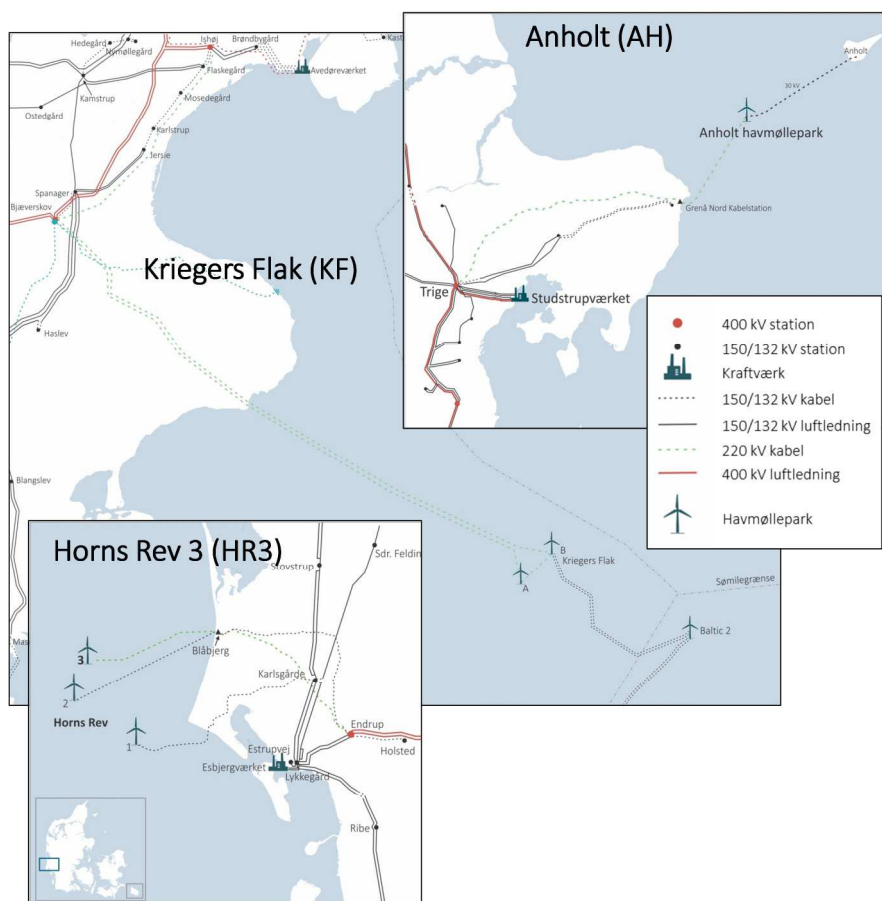 Anholt (AH)
Anholt
30 kV
Anholt havmøllepark
Grenå Nord Kabelstation
Trige
Studstrupværket
Hedegård
Nymøllegård
Ishøj
Brøndbygård
Kast
Avedøreværket
Flaskegård
Kamstrup
Mosedegård
Ostedgård
Karlstrup
Jersie
Spanager
Bjæverskov
Kriegers Flak (KF)
Haslev
Blangslev
400 kV station
150/132 kV station
Kraftværk
150/132 kV kabel
150/132 kV luftledning
220 kV kabel
400 kV luftledning
Havmøllepark
B
Kriegers Flak
A
Sømilegrænse
Baltic 2
Mas
Horns Rev 3 (HR3)
Stovstrup
Sdr. Feldin
Blåbjerg
3
2
Horns Rev
1
Karlsgårde
Endrup
Holsted
Estrupvej
Esbjergværket
Lykkegård
Ribe